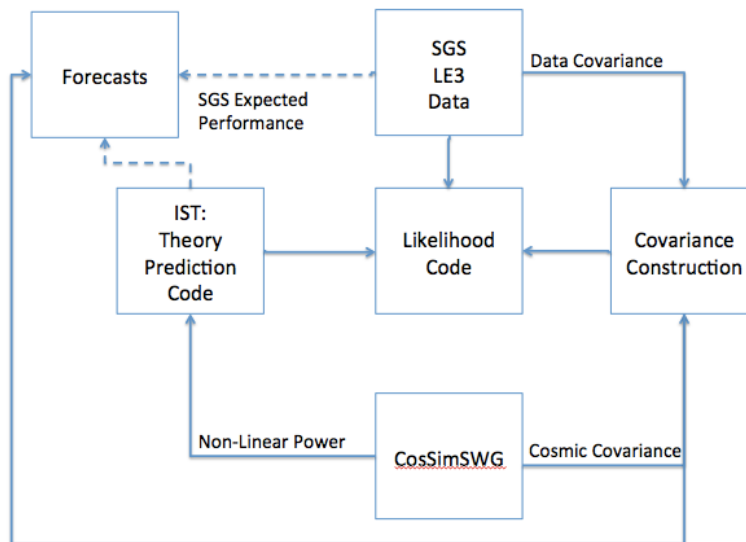 Forecasts
SGS
LE3
Data
Data Covariance
SGS Expected
Performance
IST:
Theory
Prediction
Code
Likelihood
Code
Covariance
Construction
Non-Linear Power
CosSimSWG
Cosmic Covariance